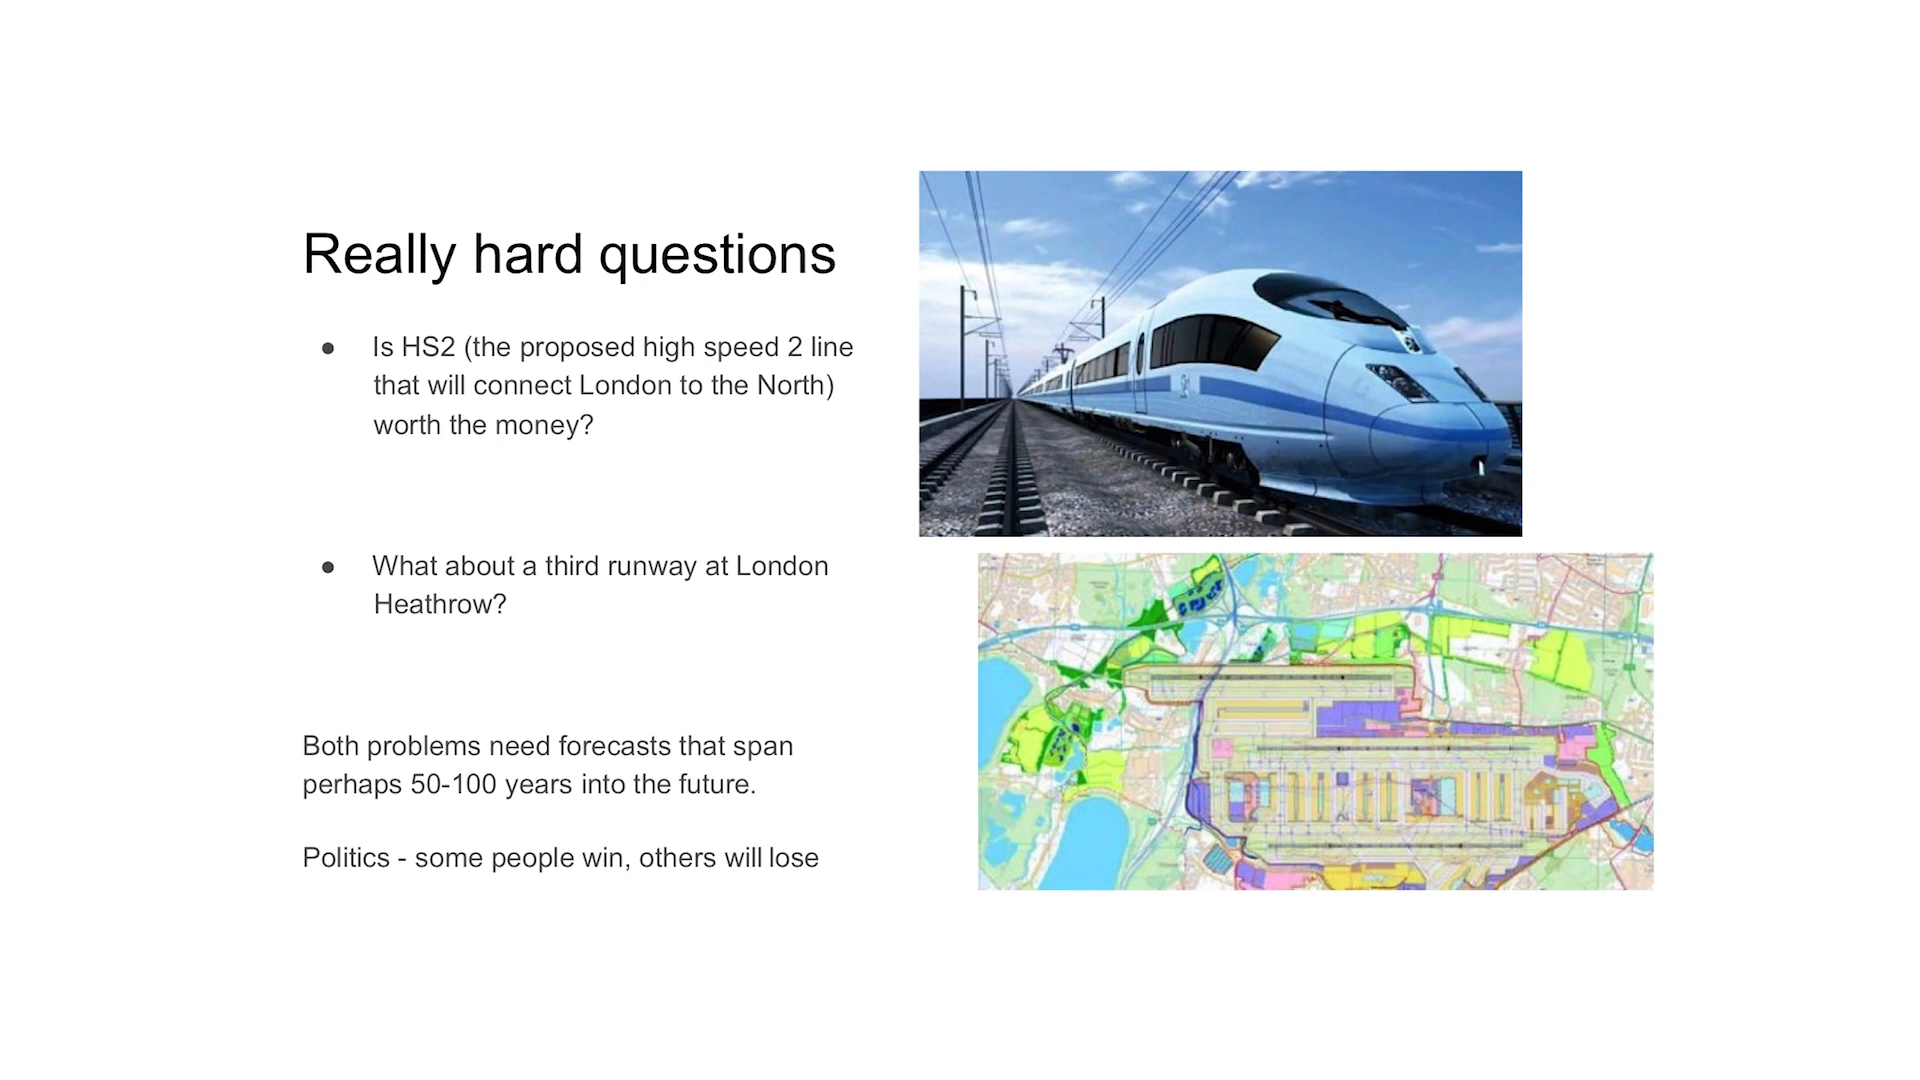 Really hard questions
● Is HS2 (the proposed high speed 2 line
that will connect London to the North)
worth the money?
● What about a third runway at London
Heathrow?
Both problems need forecasts that span
perhaps 50-100 years into the future.
Politics - some people win, others will lose